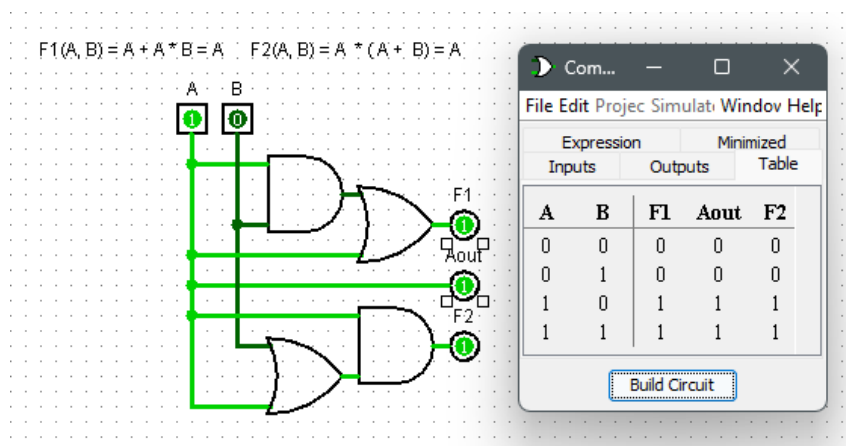 F1(A, B) = A + A * B = A F2(A, B) = A * ( A + B) = A
A B
1 0
F1
1
Aout
1
F2
1
Com...
File Edit Projec Simulat Window Help
Expression Minimized
Inputs Outputs Table
A B F1 Aout F2
0 0 0 0 0
0 1 0 0 0
1 0 1 1 1
1 1 1 1 1
Build Circuit